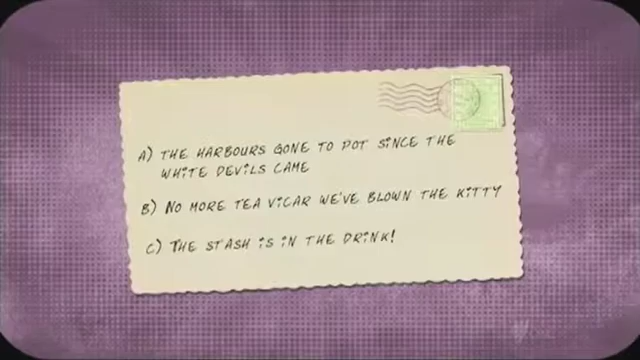 A) THE HARBOURS GONE TO POT SINCE THE
WHITE DEVILS CAME
B) NO MORE TEA VICAR WE'VE BLOWN THE KITTY
C) THE STASH IS IN THE DRINK!